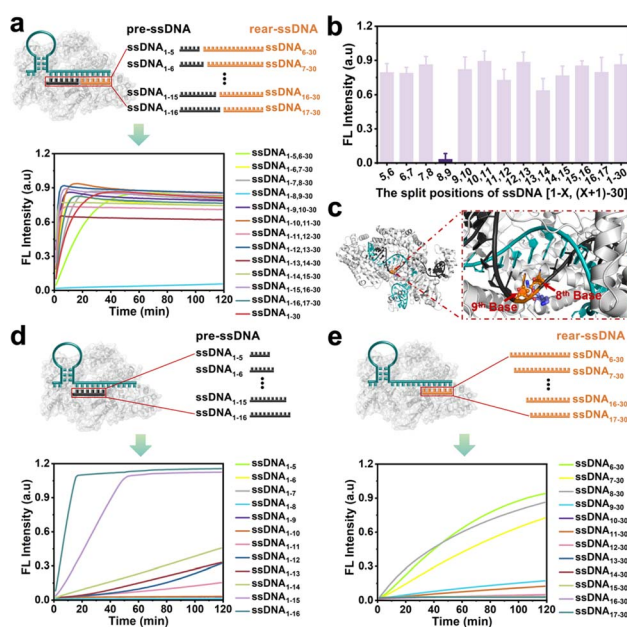 a
pre-ssDNA rear-ssDNA
ssDNA1-5 ssDNA6-30
ssDNA1-6 ssDNA7-30
ssDNA1-15 ssDNA16-30
ssDNA1-16 ssDNA17-30
FL Intensity (a.u)
1.2
0.9
0.6
0.3
0.0
0 20 40 60 80 100 120
Time (min)
ssDNA1-5,6-30
ssDNA1-6,7-30
ssDNA1-7,8-30
ssDNA1-8,9-30
ssDNA1-9,10-30
ssDNA1-10,11-30
ssDNA1-11,12-30
ssDNA1-12,13-30
ssDNA1-13,14-30
ssDNA1-14,15-30
ssDNA1-15,16-30
ssDNA1-16,17-30
ssDNA1-30
b
FL Intensity (a.u)
1.2
0.9
0.6
0.3
0.0
5,6 6,7 7,8 8,9 9,10 10,11 11,12 12,13 13,14 14,15 15,16 16,17 1-30
The split positions of ssDNA [1-X, (X+1)-30]
c
9th Base
8th Base
d
pre-ssDNA
ssDNA1-5
ssDNA1-6
ssDNA1-15
ssDNA1-16
FL Intensity (a.u)
1.2
0.9
0.6
0.3
0.0
0 20 40 60 80 100 120
Time (min)
ssDNA1-5
ssDNA1-6
ssDNA1-7
ssDNA1-8
ssDNA1-9
ssDNA1-10
ssDNA1-11
ssDNA1-12
ssDNA1-13
ssDNA1-14
ssDNA1-15
ssDNA1-16
e
rear-ssDNA
ssDNA6-30
ssDNA7-30
ssDNA16-30
ssDNA17-30
FL Intensity (a.u)
1.2
0.9
0.6
0.3
0.0
0 20 40 60 80 100 120
Time (min)
ssDNA6-30
ssDNA7-30
ssDNA8-30
ssDNA9-30
ssDNA10-30
ssDNA11-30
ssDNA12-30
ssDNA13-30
ssDNA14-30
ssDNA15-30
ssDNA16-30
ssDNA17-30